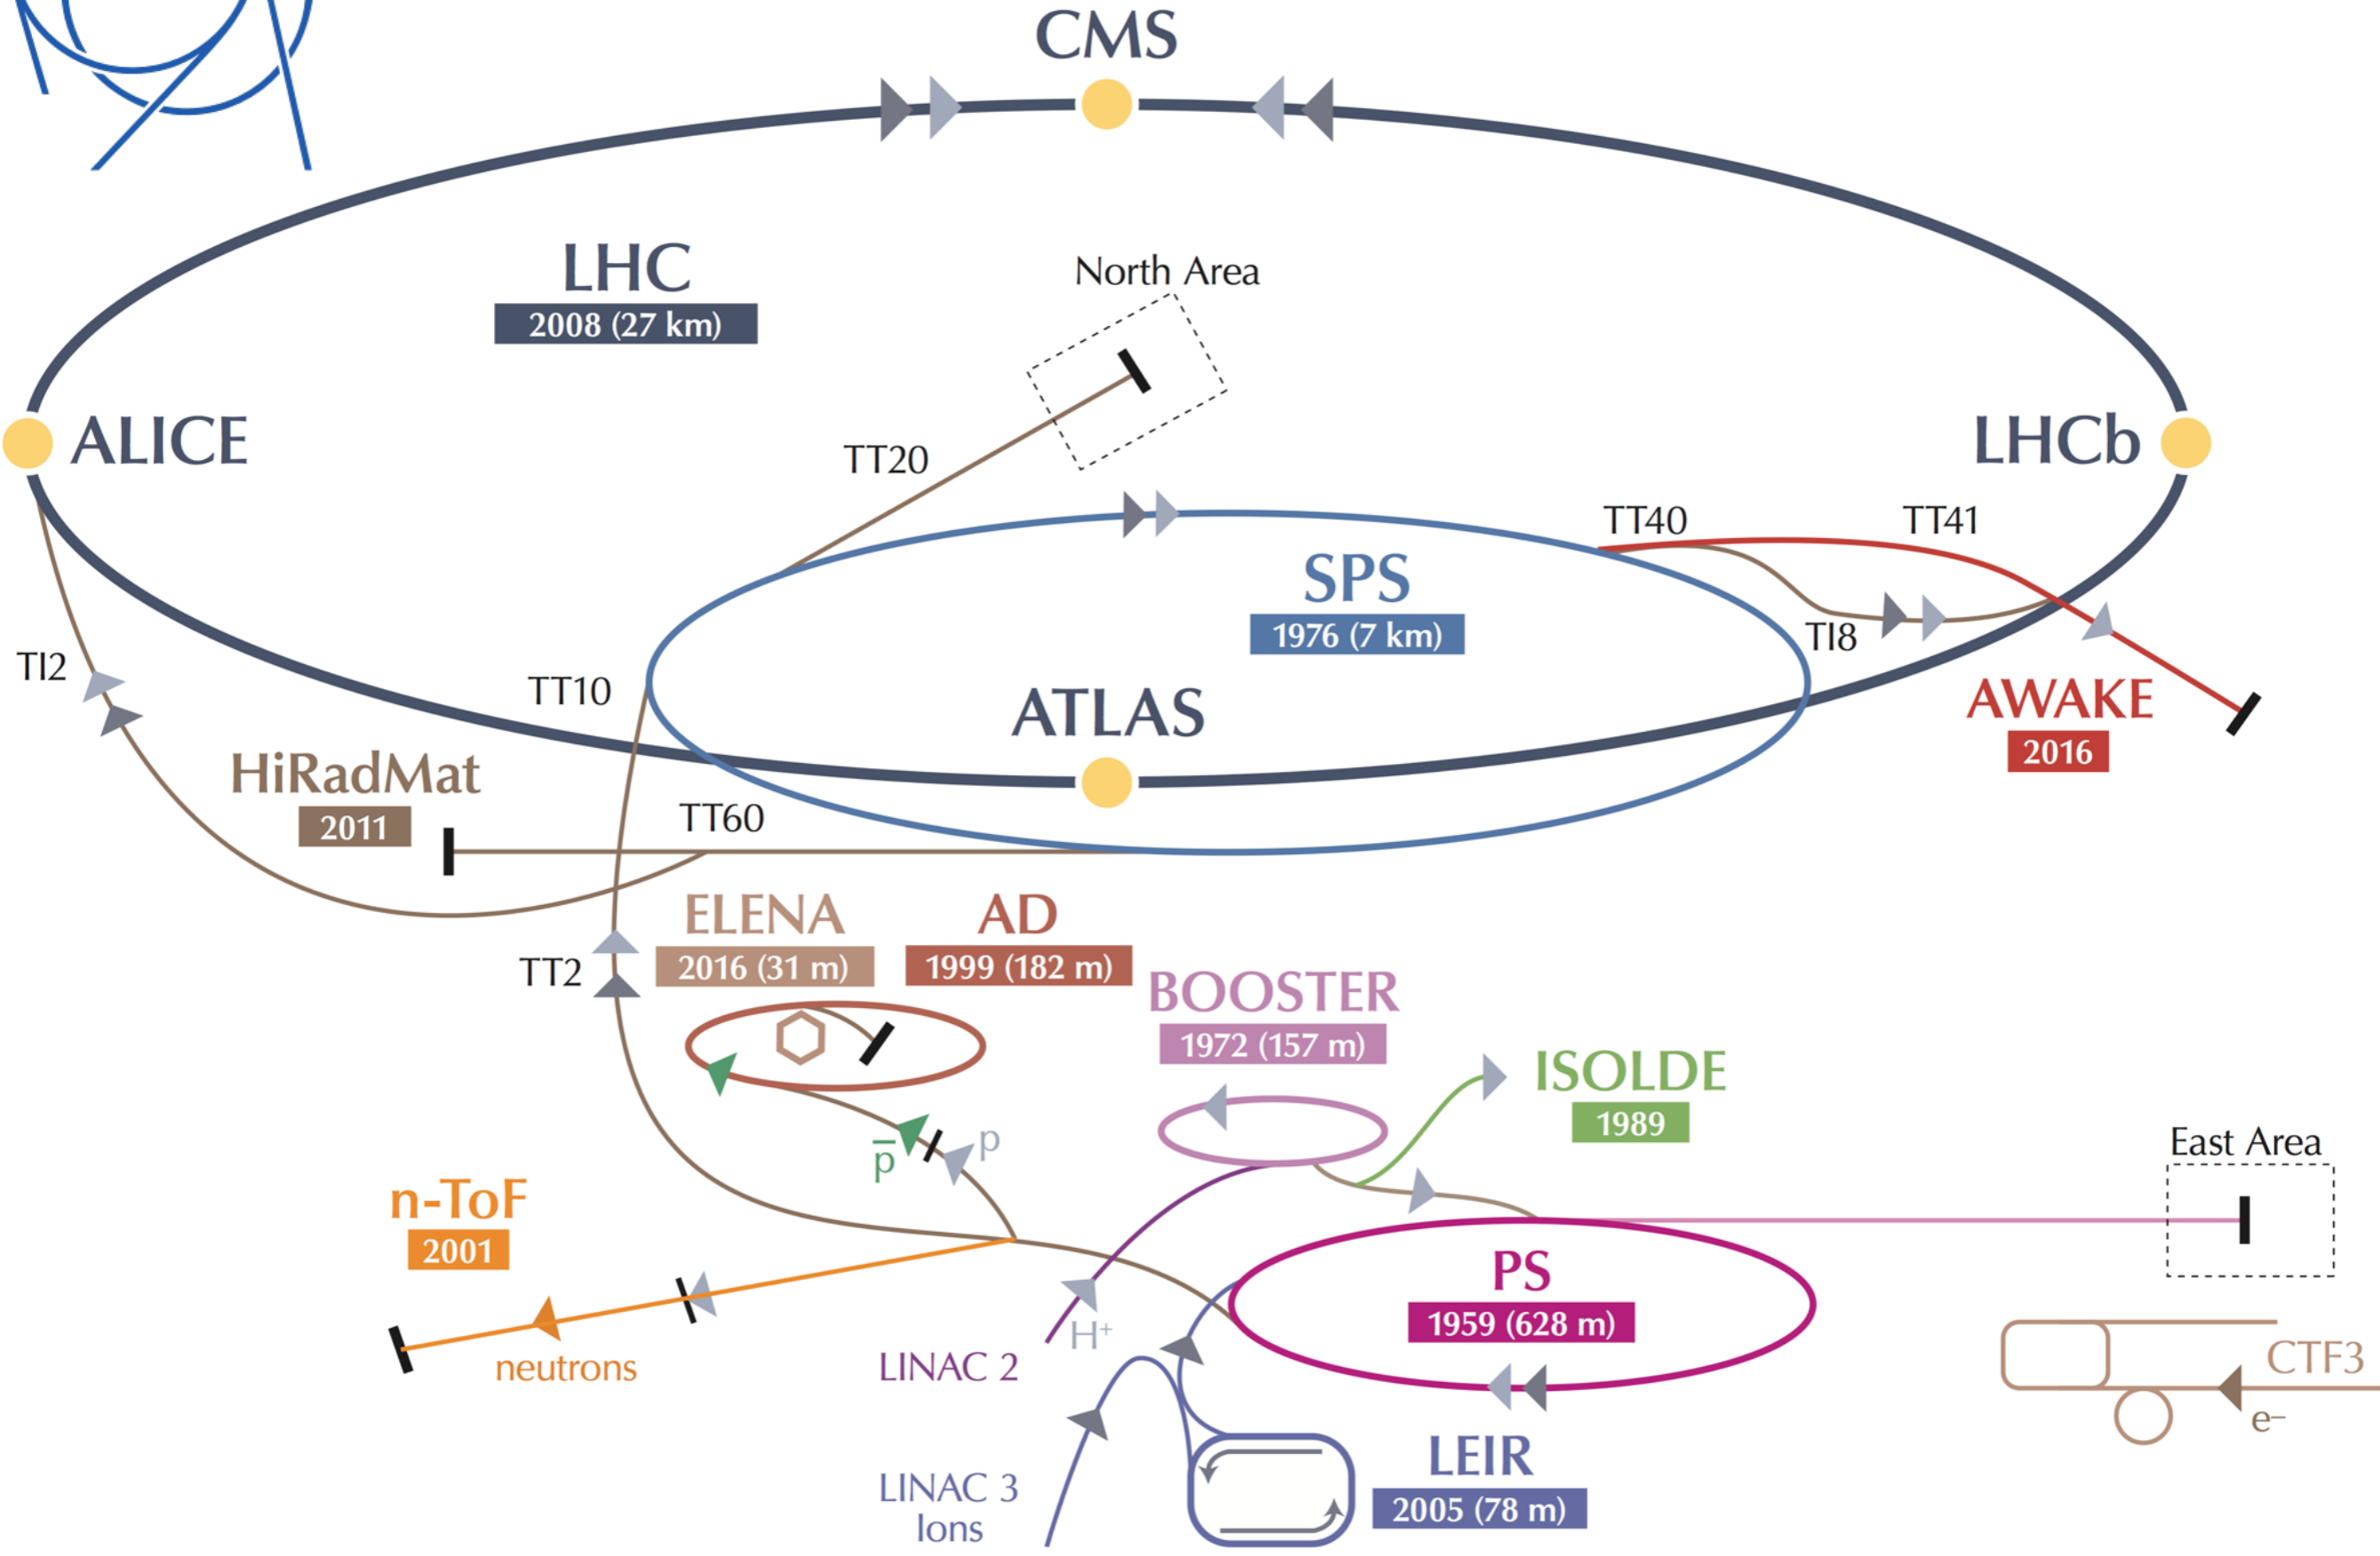 CMS
LHC
2008 (27 km)
North Area
ALICE
TT20
LHCb
TT40
TT41
SPS
1976 (7 km)
TI8
TI2
TT10
ATLAS
AWAKE
2016
HiRadMat
2011
TT60
ELENA
2016 (31 m)
AD
1999 (182 m)
TT2
BOOSTER
1972 (157 m)
ISOLDE
1989
p
p̅
East Area
n-ToF
2001
neutrons
PS
1959 (628 m)
H⁺
LINAC 2
CTF3
e⁻
LEIR
2005 (78 m)
LINAC 3
Ions